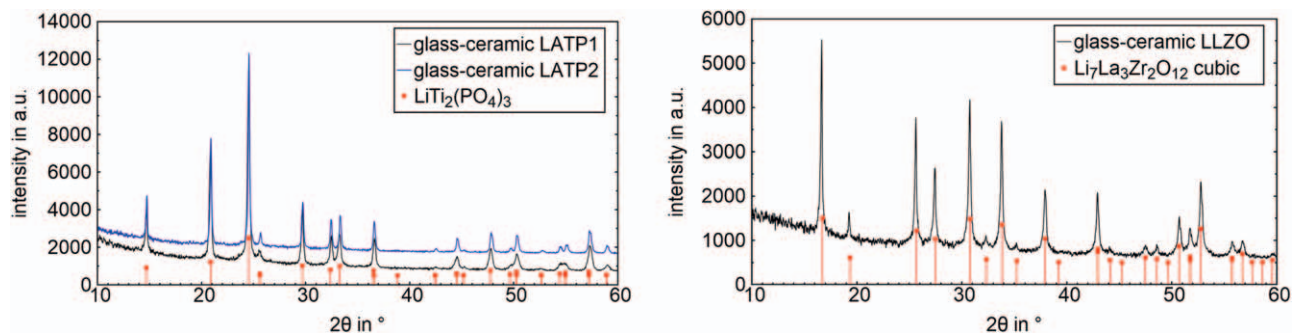 14000
12000
10000
8000
6000
4000
2000
0
intensity in a.u.
glass-ceramic LATP1
glass-ceramic LATP2
LiTi₂(PO₄)₃
10 20 30 40 50 60
2θ in °
6000
5000
4000
3000
2000
1000
0
intensity in a.u.
glass-ceramic LLZO
Li₇La₃Zr₂O₁₂ cubic
10 20 30 40 50 60
2θ in °